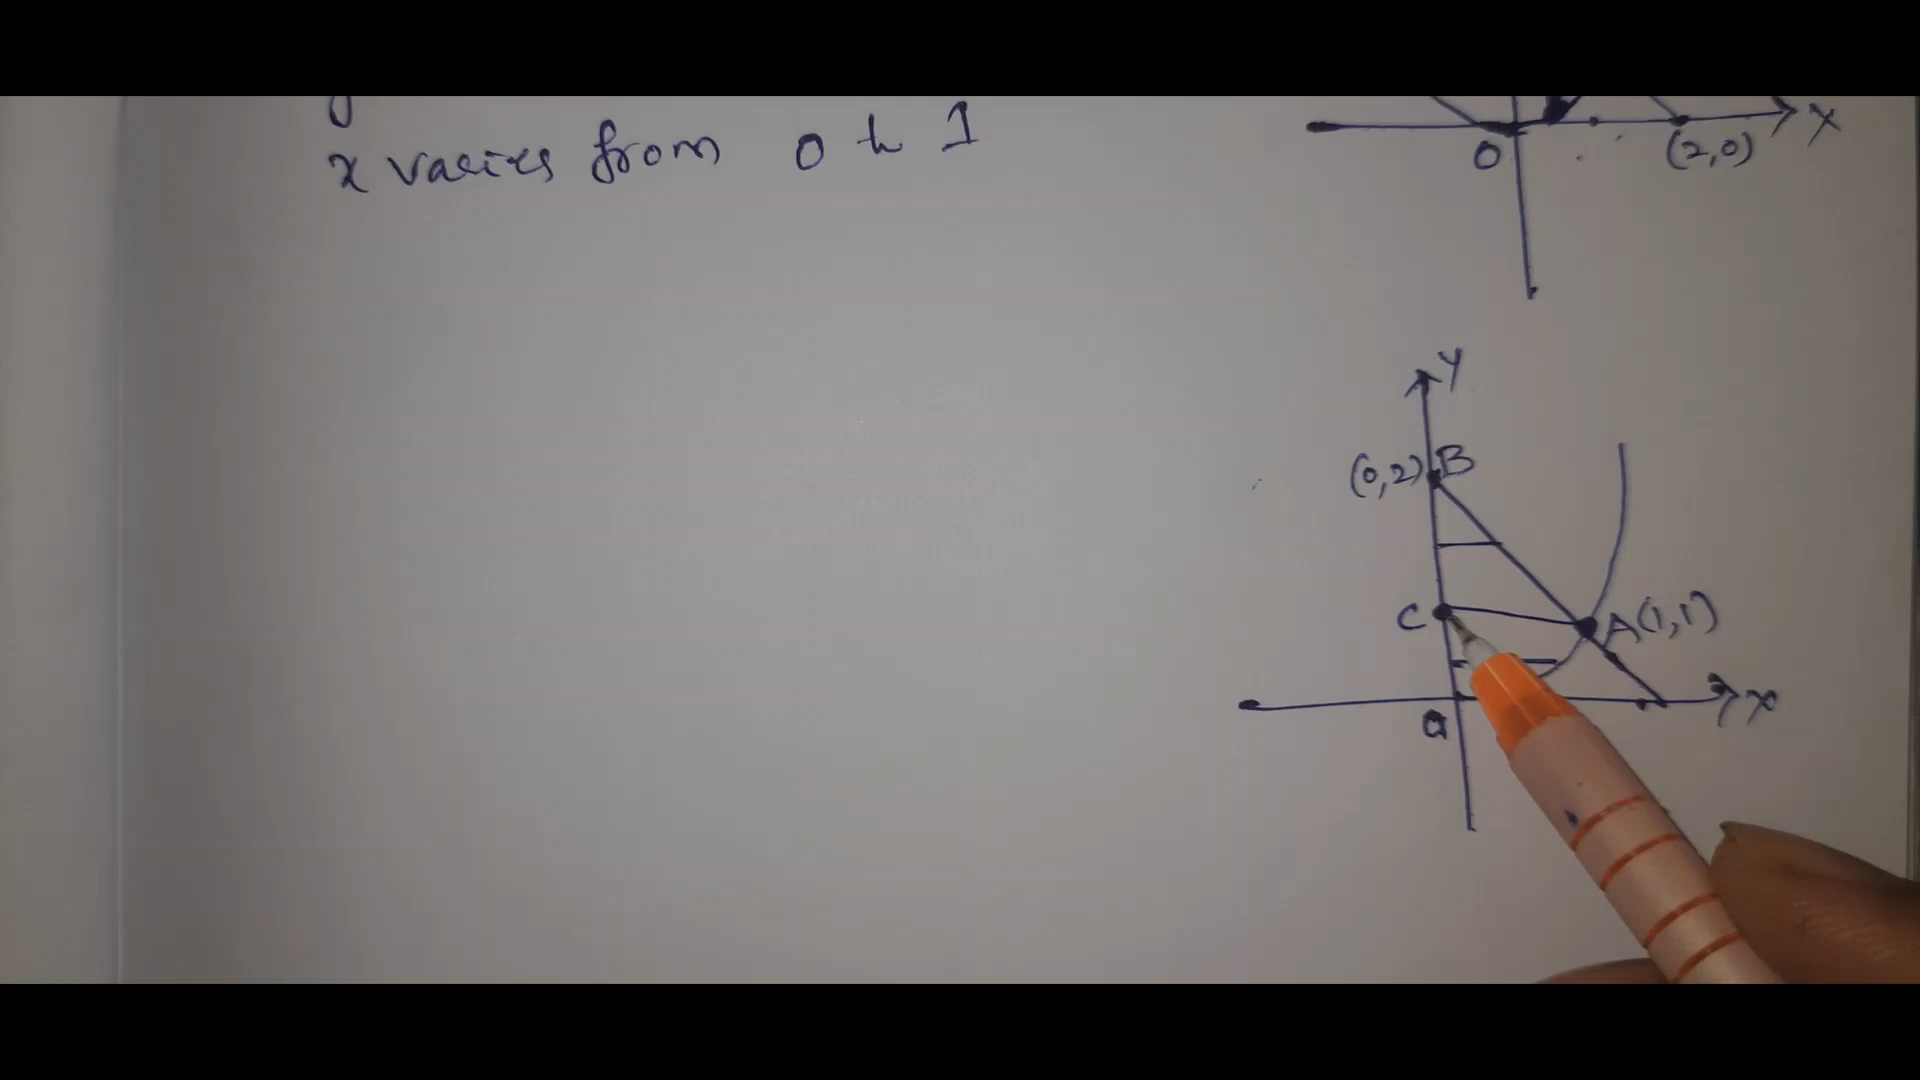 x varies from 0 to 1
X
O
(2,0)
Y
(0,2) B
C
A(1,1)
O
X